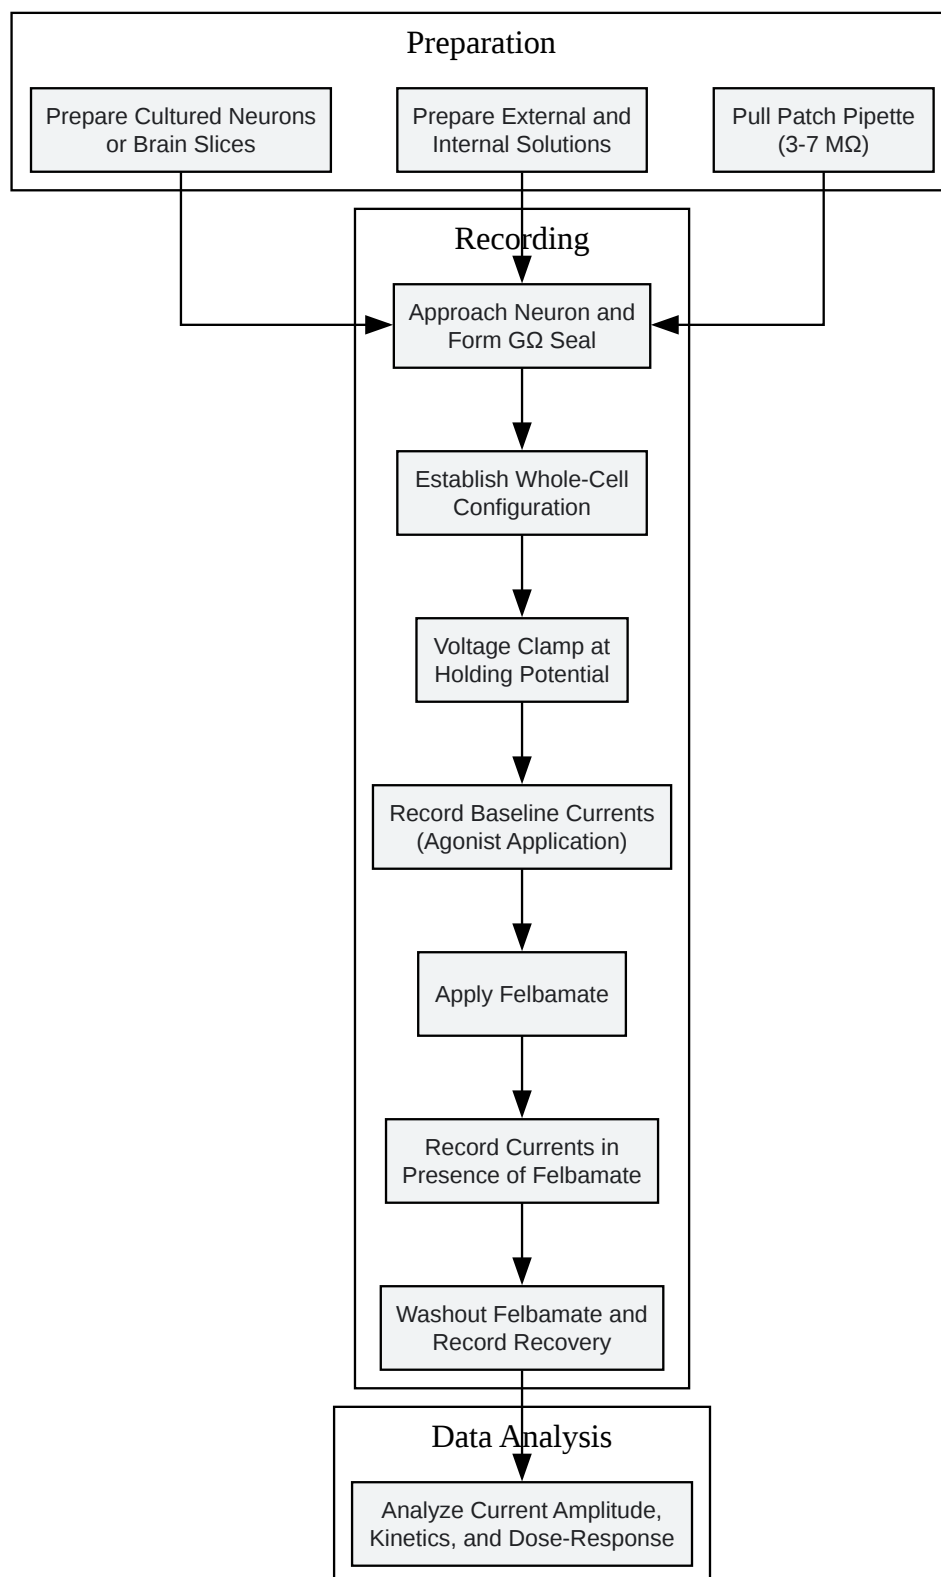 Preparation
Prepare Cultured Neurons
or Brain Slices
Prepare External and
Internal Solutions
Pull Patch Pipette
(3-7 MΩ)
Recording
Approach Neuron and
Form GΩ Seal
Establish Whole-Cell
Configuration
Voltage Clamp at
Holding Potential
Record Baseline Currents
(Agonist Application)
Apply Felbamate
Record Currents in
Presence of Felbamate
Washout Felbamate and
Record Recovery
Data Analysis
Analyze Current Amplitude,
Kinetics, and Dose-Response